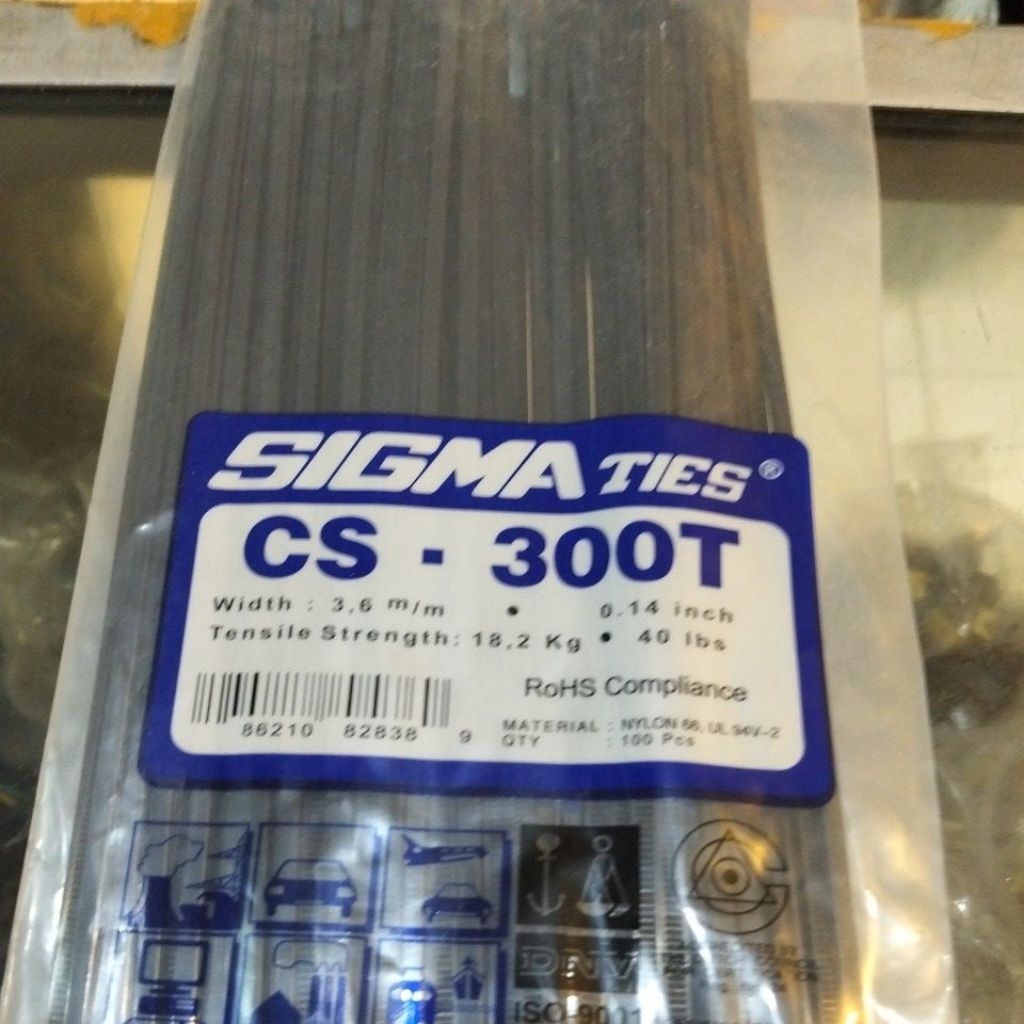 SIGMA TIES®
CS - 300T
Width : 3,6 m/m • 0.14 inch
Tensile Strength: 18,2 Kg • 40 lbs
RoHS Compliance
MATERIAL : NYLON 66, UL 94V-2
QTY : 100 Pcs
86210 82838 9
DNV
ISO-9001